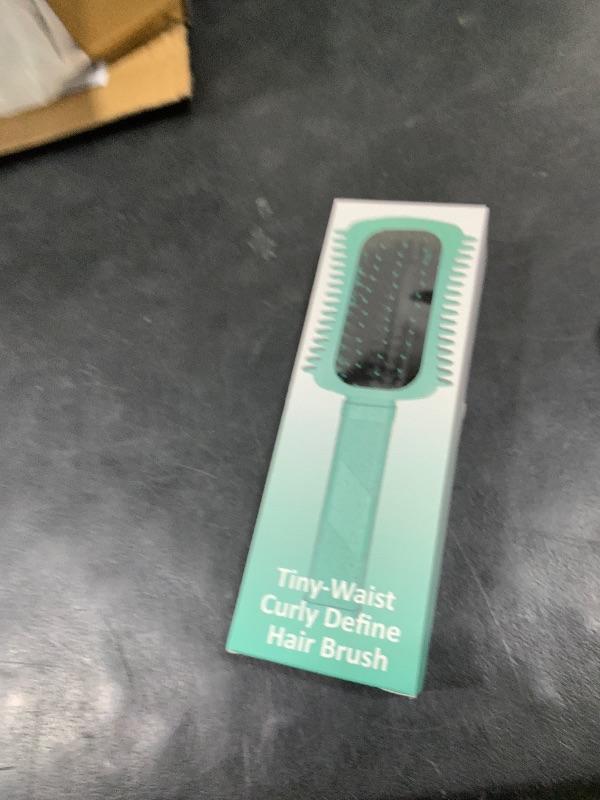 Tiny-Waist
Curly Define
Hair Brush